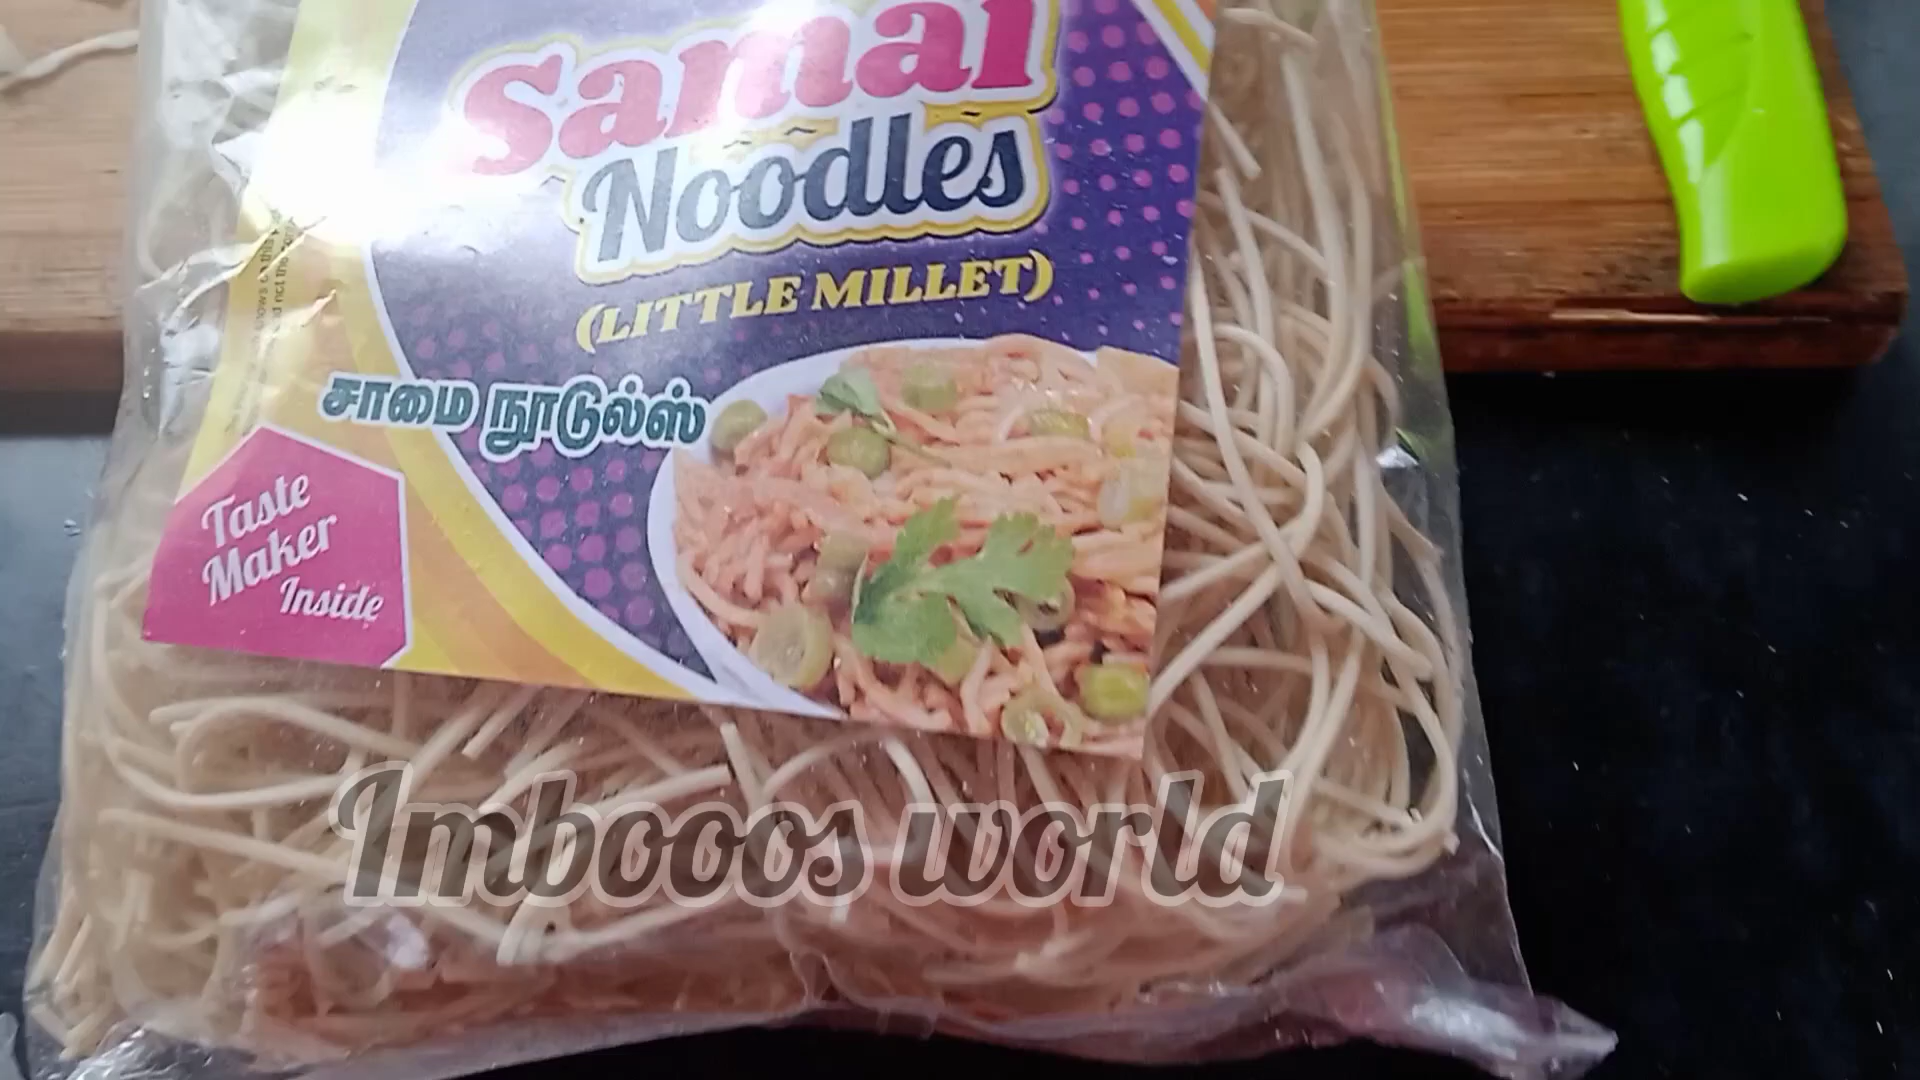 Samai
Noodles
(LITTLE MILLET)
சாமை நூடுல்ஸ்
Taste
Maker
Inside
Imbooos world